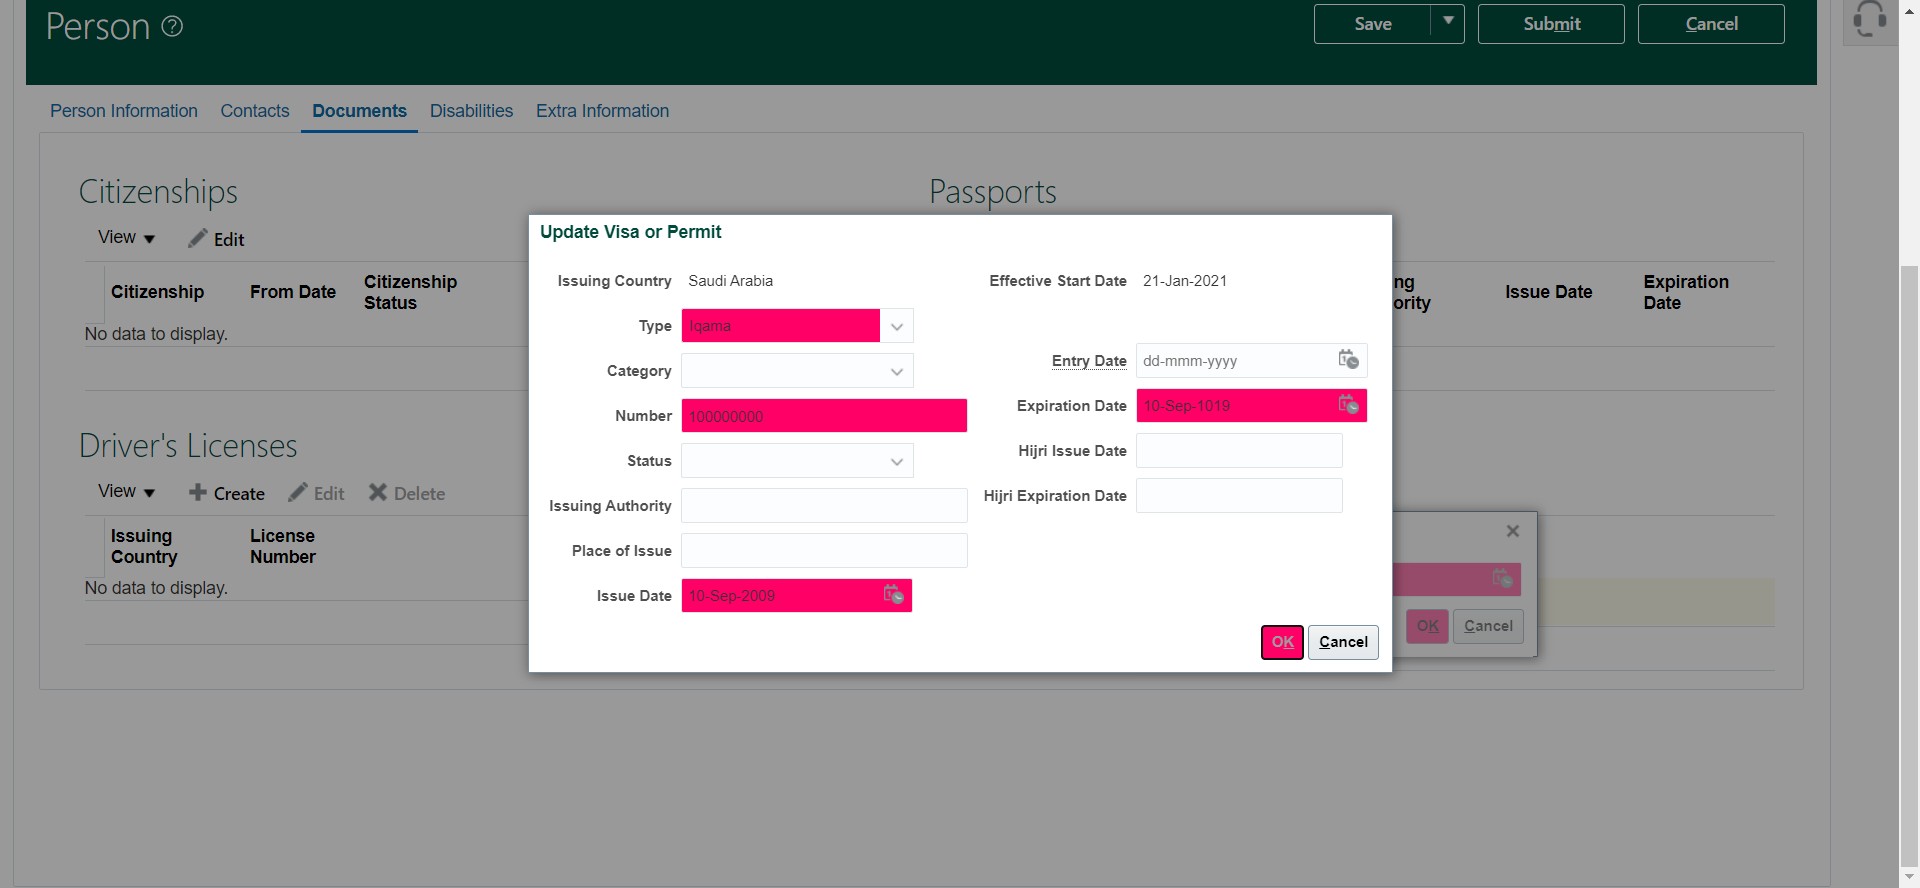 Person ?
Save
Submit
Cancel
Person Information
Contacts
Documents
Disabilities
Extra Information
Citizenships
View
Edit
Citizenship
From Date
Citizenship
Status
No data to display.
Passports
ng
ority
Issue Date
Expiration
Date
Driver's Licenses
View
Create
Edit
Delete
Issuing
Country
License
Number
No data to display.
Update Visa or Permit
Issuing Country Saudi Arabia
Type Iqama
Category
Number 100000000
Status
Issuing Authority
Place of Issue
Issue Date 10-Sep-2009
Effective Start Date 21-Jan-2021
Entry Date dd-mmm-yyyy
Expiration Date 10-Sep-1019
Hijri Issue Date
Hijri Expiration Date
OK
Cancel
OK
Cancel